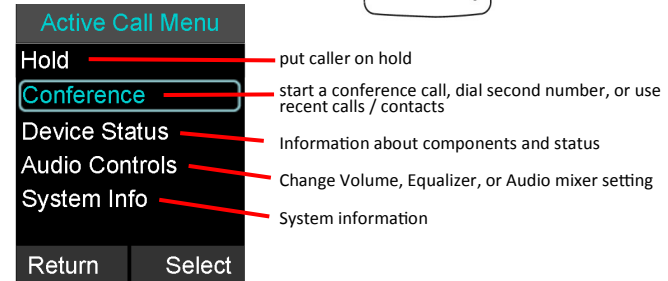 Active Call Menu
Hold
put caller on hold
Conference
start a conference call, dial second number, or use
recent calls / contacts
Device Status
Information about components and status
Audio Controls
Change Volume, Equalizer, or Audio mixer setting
System Info
System information
Return
Select